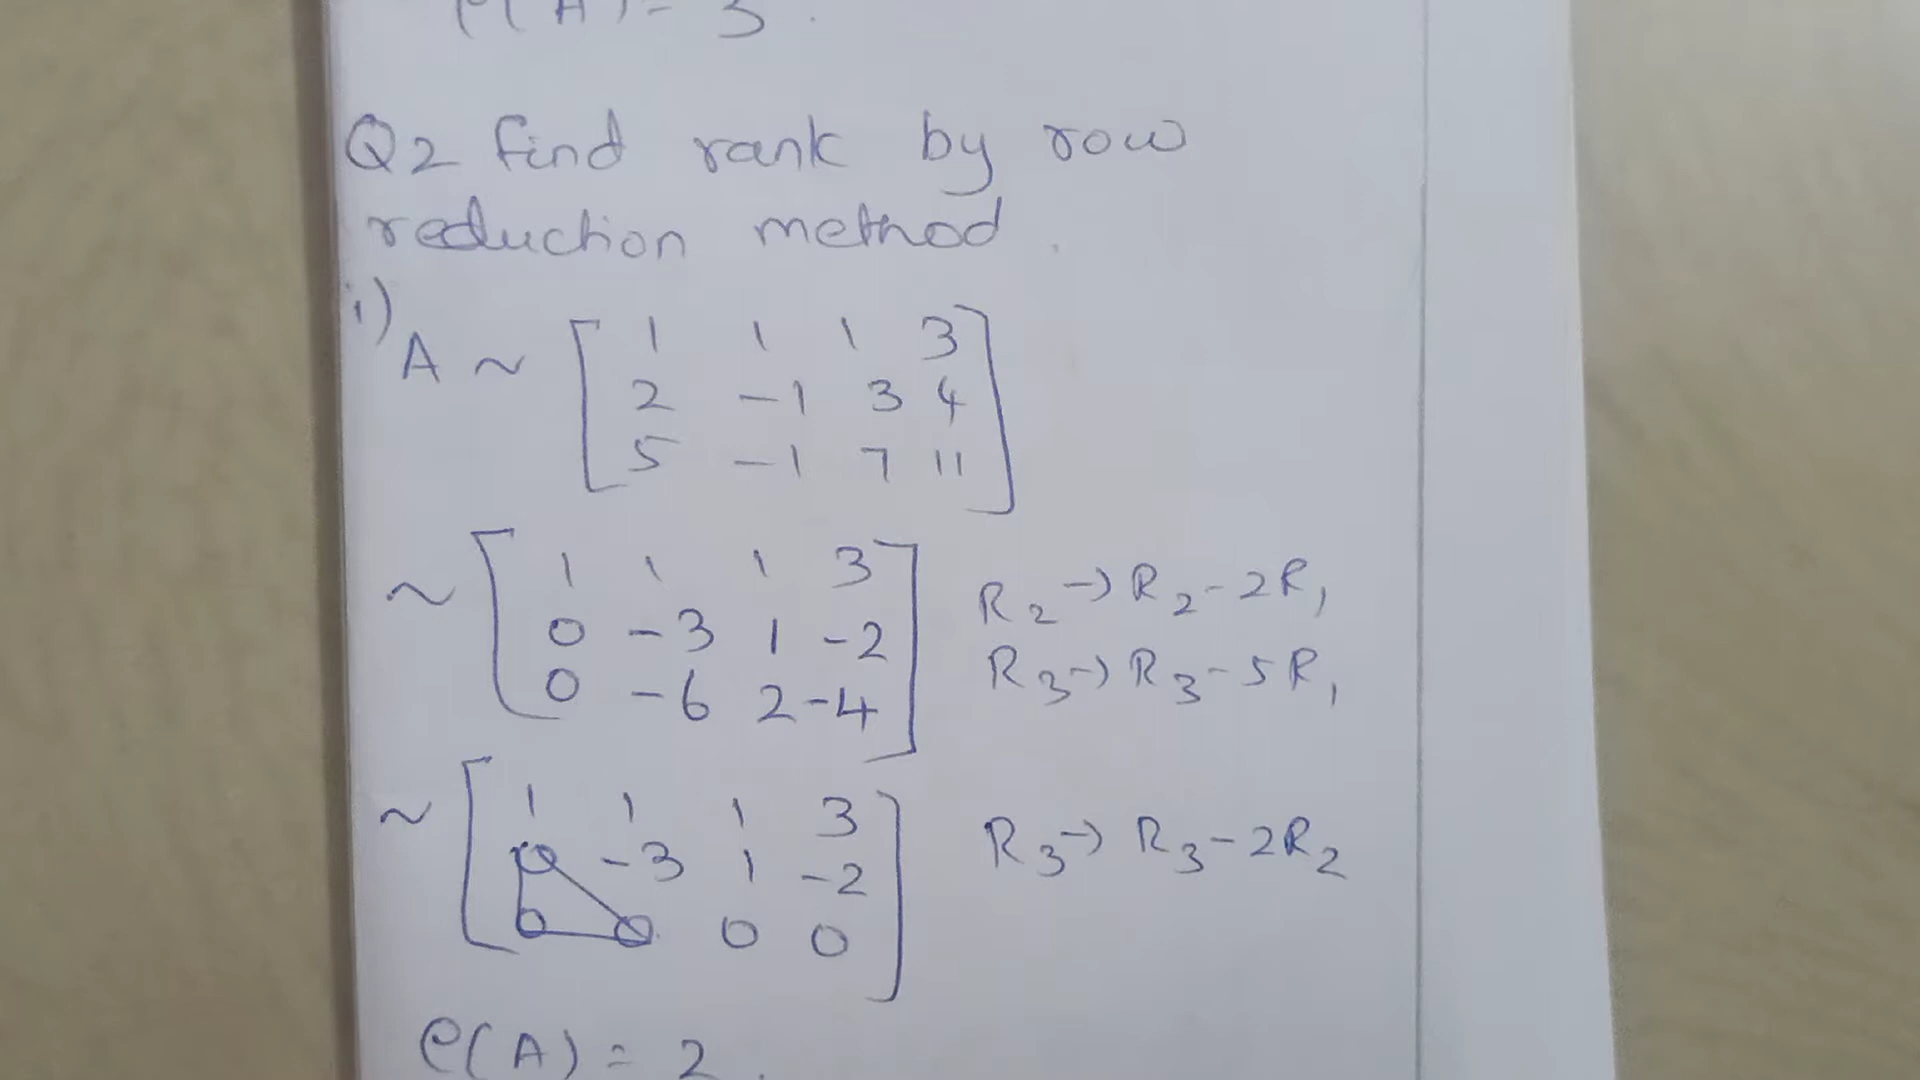 ρ(A) = 3.
Q2 find rank by row
reduction method.
i)
A ~ [ 1 1 1 3
2 -1 3 4
5 -1 7 11 ]
~ [ 1 1 1 3
0 -3 1 -2 R2 → R2 - 2R1
0 -6 2 -4 ] R3 → R3 - 5R1
~ [ 1 1 1 3
0 -3 1 -2 R3 → R3 - 2R2
0 0 0 0 ]
ρ(A) = 2.